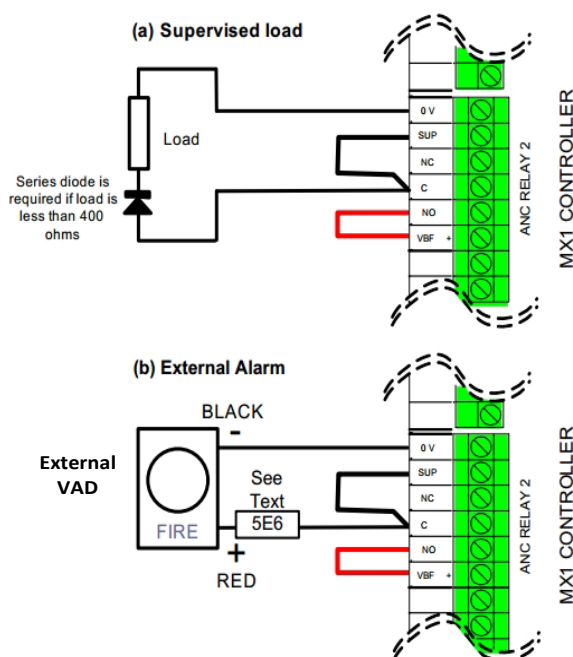 (a) Supervised load
Load
Series diode is
required if load is
less than 400
ohms
0 V
SUP
NC
C
NO
VBF +
ANC RELAY 2
MX1 CONTROLLER
(b) External Alarm
BLACK
-
External
VAD
FIRE
See
Text
5E6
+
RED
0 V
SUP
NC
C
NO
VBF +
ANC RELAY 2
MX1 CONTROLLER